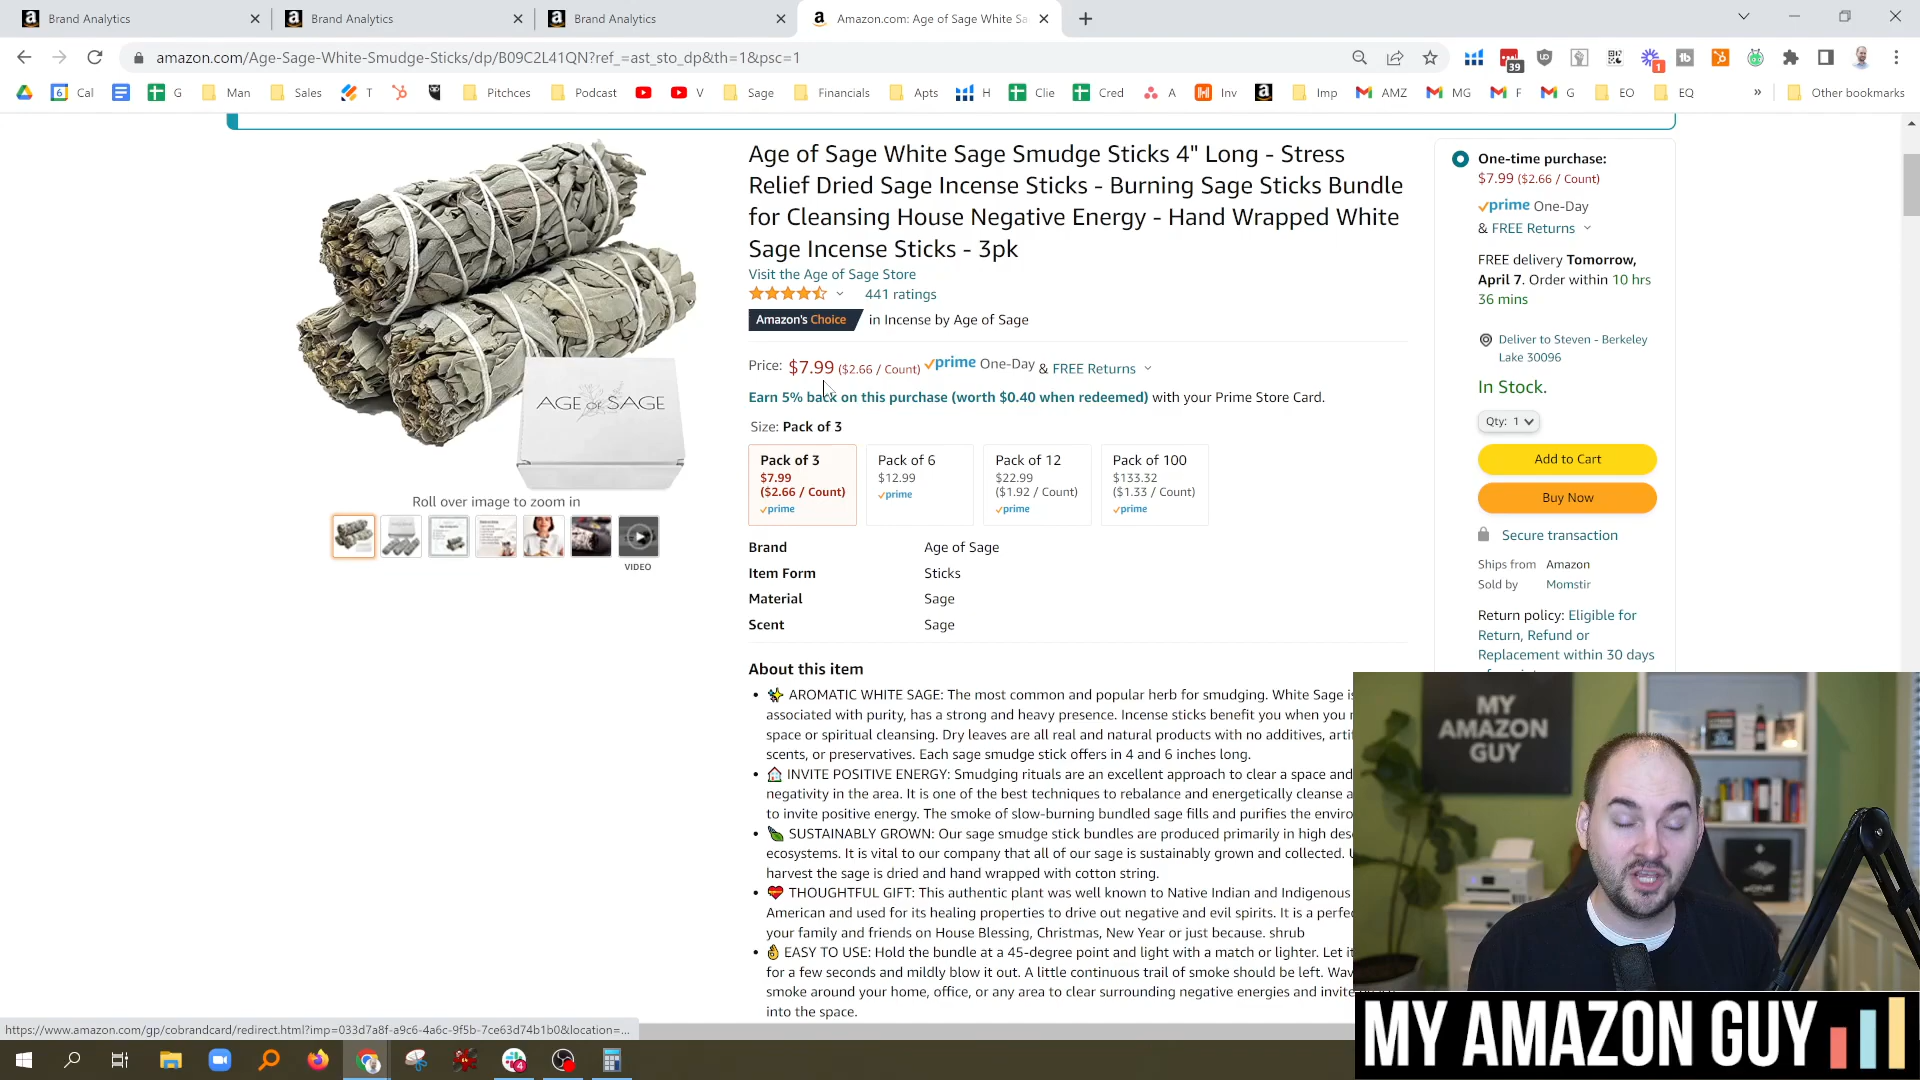 Brand Analytics
Brand Analytics
Brand Analytics
Amazon.com: Age of Sage White Sa
amazon.com/Age-Sage-White-Smudge-Sticks/dp/B09C2L41QN?ref_=ast_sto_dp&th=1&psc=1
39
1
6 Cal
G
Man
Sales
T
Pitchces
Podcast
V
Sage
Financials
Apts
H
Clie
Cred
A
Inv
Imp
AMZ
MG
F
G
EO
EQ
»
Other bookmarks
Age of Sage White Sage Smudge Sticks 4" Long - Stress
Relief Dried Sage Incense Sticks - Burning Sage Sticks Bundle
for Cleansing House Negative Energy - Hand Wrapped White
Sage Incense Sticks - 3pk
Visit the Age of Sage Store
441 ratings
Amazon's Choice in Incense by Age of Sage
Price: $7.99 ($2.66 / Count) prime One-Day & FREE Returns
Earn 5% back on this purchase (worth $0.40 when redeemed) with your Prime Store Card.
Size: Pack of 3
Pack of 3
$7.99
($2.66 / Count)
prime
Pack of 6
$12.99
prime
Pack of 12
$22.99
($1.92 / Count)
prime
Pack of 100
$133.32
($1.33 / Count)
prime
AGE of SAGE
Roll over image to zoom in
VIDEO
Brand Age of Sage
Item Form Sticks
Material Sage
Scent Sage
About this item
• AROMATIC WHITE SAGE: The most common and popular herb for smudging. White Sage is
associated with purity, has a strong and heavy presence. Incense sticks benefit you when you
space or spiritual cleansing. Dry leaves are all real and natural products with no additives,
scents, or preservatives. Each sage smudge stick offers in 4 and 6 inches long.
• INVITE POSITIVE ENERGY: Smudging rituals are an excellent approach to clear a space and
negativity in the area. It is one of the best techniques to rebalance and energetically cleanse a
to invite positive energy. The smoke of slow-burning bundled sage fills and purifies the
• SUSTAINABLY GROWN: Our sage smudge stick bundles are produced primarily in high
ecosystems. It is vital to our company that all of our sage is sustainably grown and collected.
harvest the sage is dried and hand wrapped with cotton string.
• THOUGHTFUL GIFT: This authentic plant was well known to Native Indian and Indigenous
American and used for its healing properties to drive out negative and evil spirits. It is a
your family and friends on House Blessing, Christmas, New Year or just because. shrub
• EASY TO USE: Hold the bundle at a 45-degree point and light with a match or lighter. Let it
for a few seconds and mildly blow it out. A little continuous trail of smoke should be left.
smoke around your home, office, or any area to clear surrounding negative energies and
into the space.
One-time purchase:
$7.99 ($2.66 / Count)
prime One-Day
& FREE Returns
FREE delivery Tomorrow,
April 7. Order within 10 hrs
36 mins
Deliver to Steven - Berkeley
Lake 30096
In Stock.
Qty: 1
Add to Cart
Buy Now
Secure transaction
Ships from Amazon
Sold by Momstir
Return policy: Eligible for
Return, Refund or
Replacement within 30 days
MY
AMAZON
GUY
MY AMAZON GUY
https://www.amazon.com/gp/cobrandcard/redirect.html?imp=033d7a8f-a9c6-4a6c-9f5b-7ce63d74b1b0&location=...
4